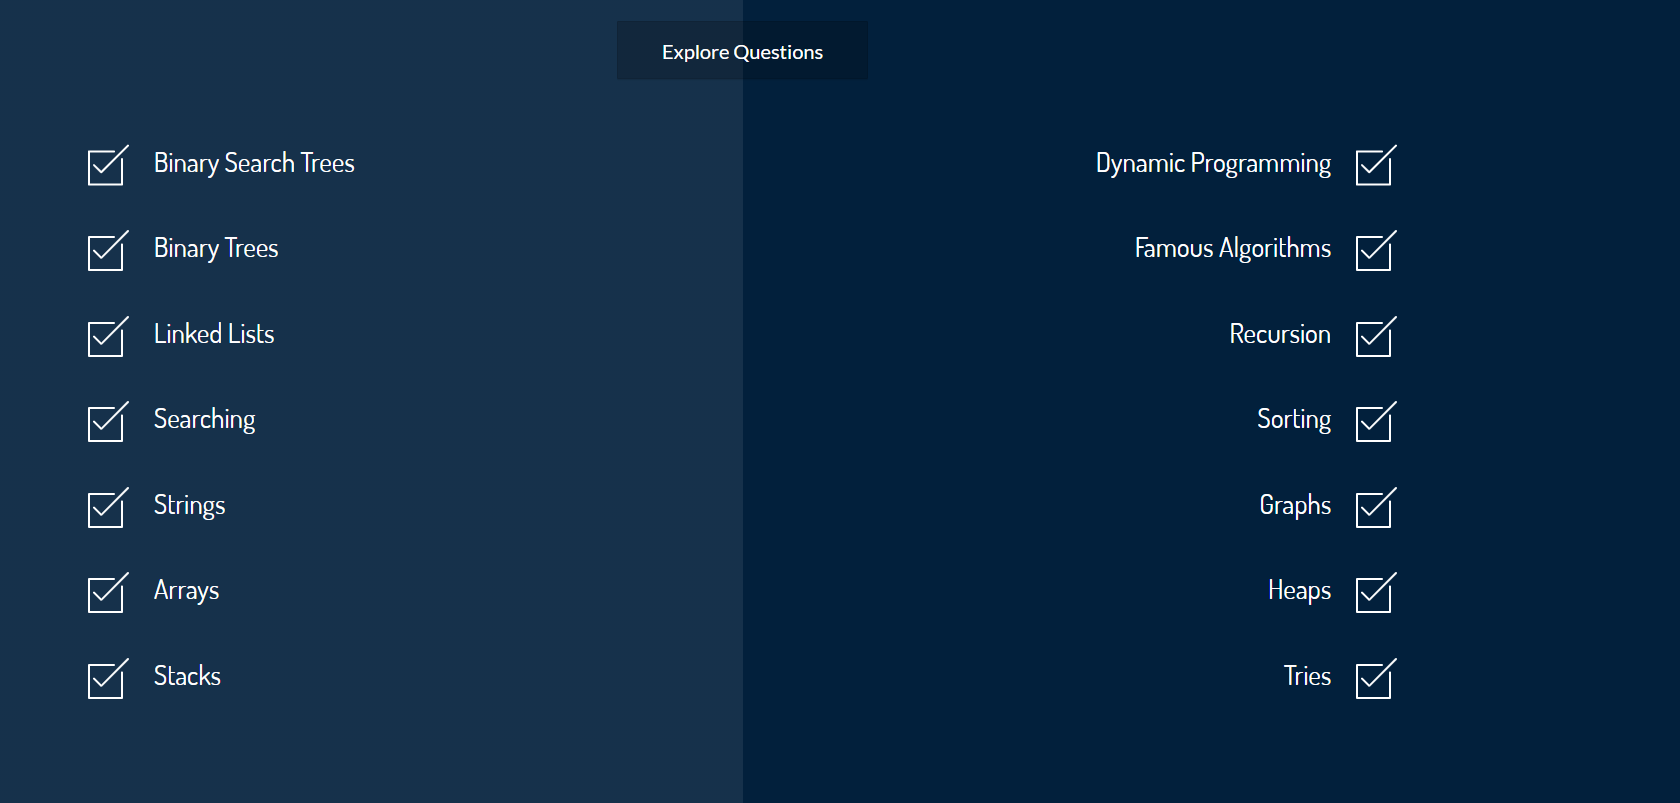 Explore Questions
Binary Search Trees
Binary Trees
Linked Lists
Searching
Strings
Arrays
Stacks
Dynamic Programming
Famous Algorithms
Recursion
Sorting
Graphs
Heaps
Tries